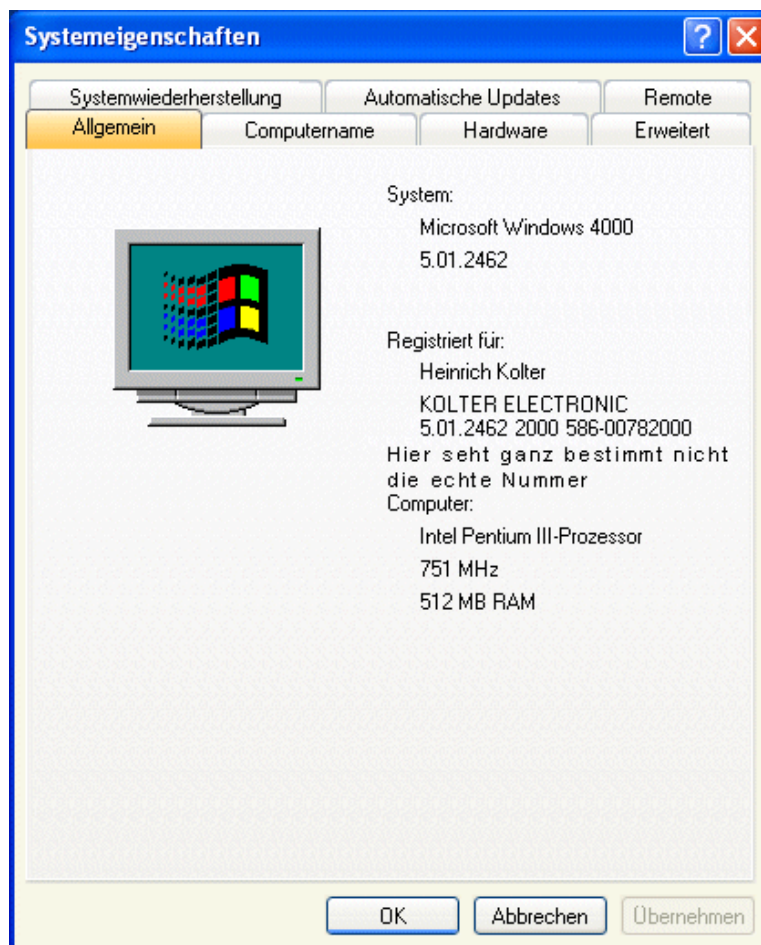 Systemeigenschaften
Systemwiederherstellung Automatische Updates Remote
Allgemein Computername Hardware Erweitert
System:
Microsoft Windows 4000
5.01.2462
Registriert für:
Heinrich Kolter
KOLTER ELECTRONIC
5.01.2462 2000 586-00782000
Hier seht ganz bestimmt nicht
die echte Nummer
Computer:
Intel Pentium III-Prozessor
751 MHz
512 MB RAM
OK Abbrechen Übernehmen